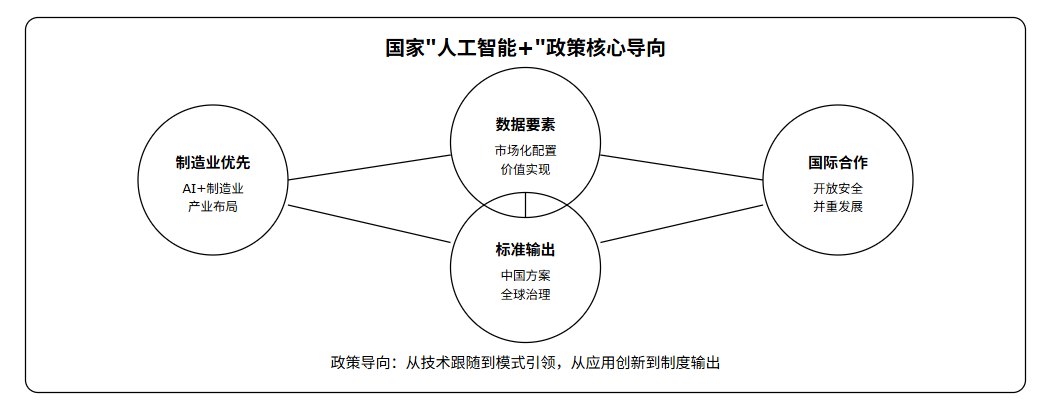 国家"人工智能+"政策核心导向
制造业优先
AI+制造业
产业布局
数据要素
市场化配置
价值实现
标准输出
中国方案
全球治理
国际合作
开放安全
并重发展
政策导向：从技术跟随到模式引领，从应用创新到制度输出